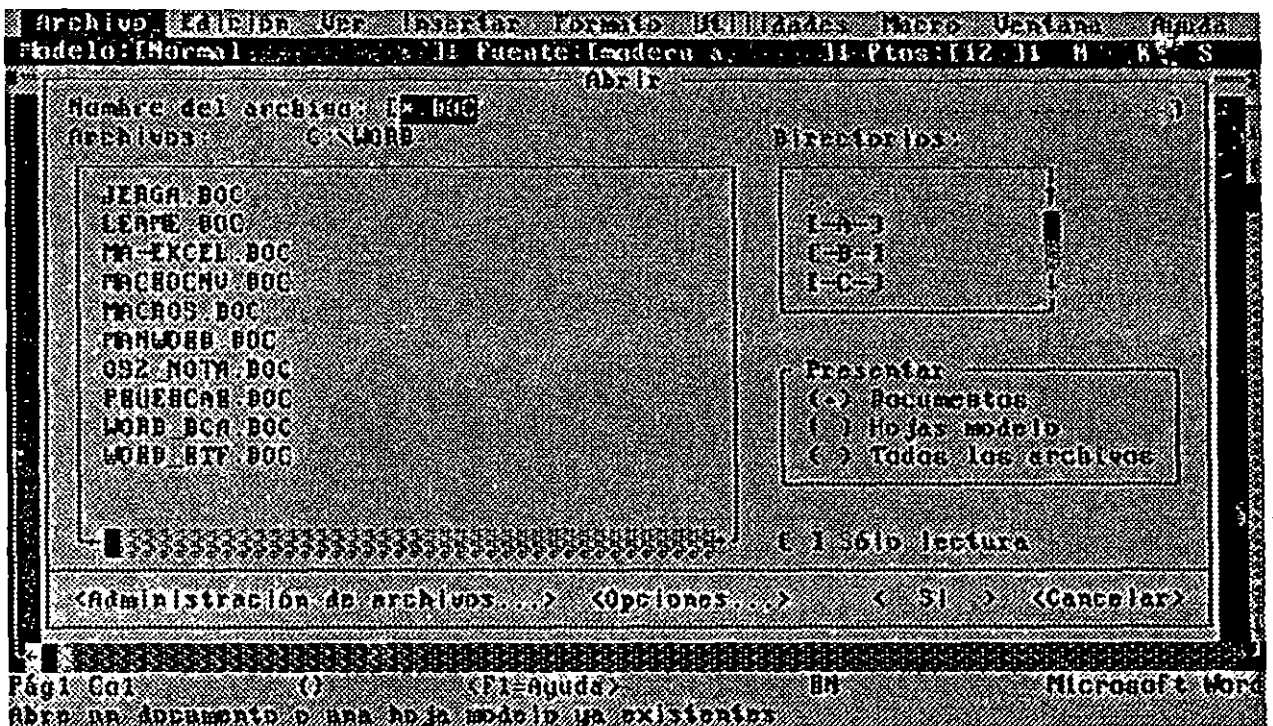 Archivo Edición Ver Insertar Formato Utilidades Macro Ventana Ayuda
Modelo:[Normal ]↓ Fuente:[modern a. ]↓ Ptos:[12 ]↓ N K S
Abrir
Nombre del archivo: [*.DOC ]
Archivos: C:\WORD
Directorios:
JERGA.DOC
LEAME.DOC
MA-EXCEL.DOC
MACROCNV.DOC
MACROS.DOC
MANWORD.DOC
OS2_NOTA.DOC
PRUEBCAR.DOC
WORD_BCA.DOC
WORD_RTF.DOC
..
[-A-]
[-B-]
[-C-]
Presentar
(•) Documentos
( ) Hojas modelo
( ) Todos los archivos
[ ] Sólo lectura
<Administración de archivos...> <Opciones...> < Sí > <Cancelar>
Pág1 Col () <F1=Ayuda> BM Microsoft Word
Abre un documento o una hoja modelo ya existentes